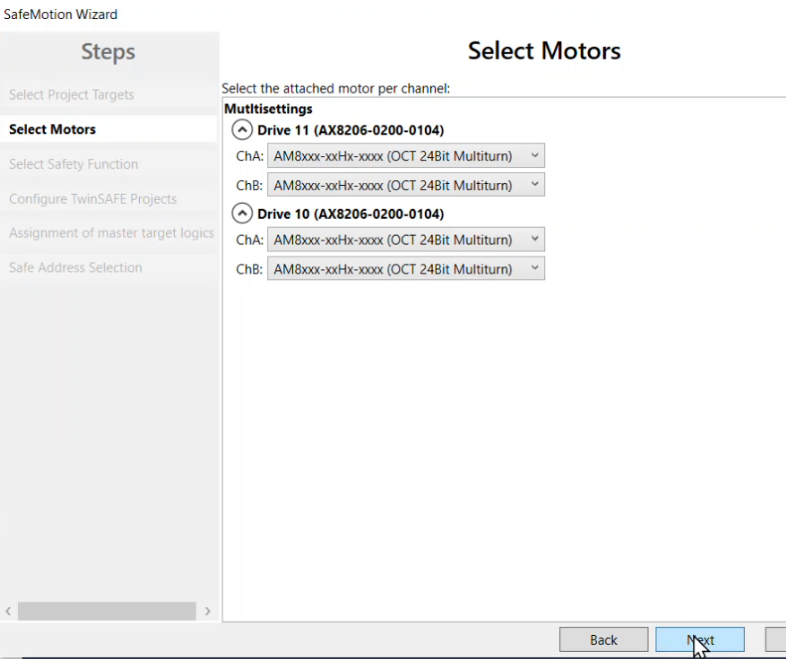 SafeMotion Wizard
Steps
Select Project Targets
Select Motors
Select Safety Function
Configure TwinSAFE Projects
Assignment of master target logics
Safe Address Selection
Select Motors
Select the attached motor per channel:
Mutltisettings
Drive 11 (AX8206-0200-0104)
ChA: AM8xxx-xxHx-xxxx (OCT 24Bit Multiturn)
ChB: AM8xxx-xxHx-xxxx (OCT 24Bit Multiturn)
Drive 10 (AX8206-0200-0104)
ChA: AM8xxx-xxHx-xxxx (OCT 24Bit Multiturn)
ChB: AM8xxx-xxHx-xxxx (OCT 24Bit Multiturn)
Back Next